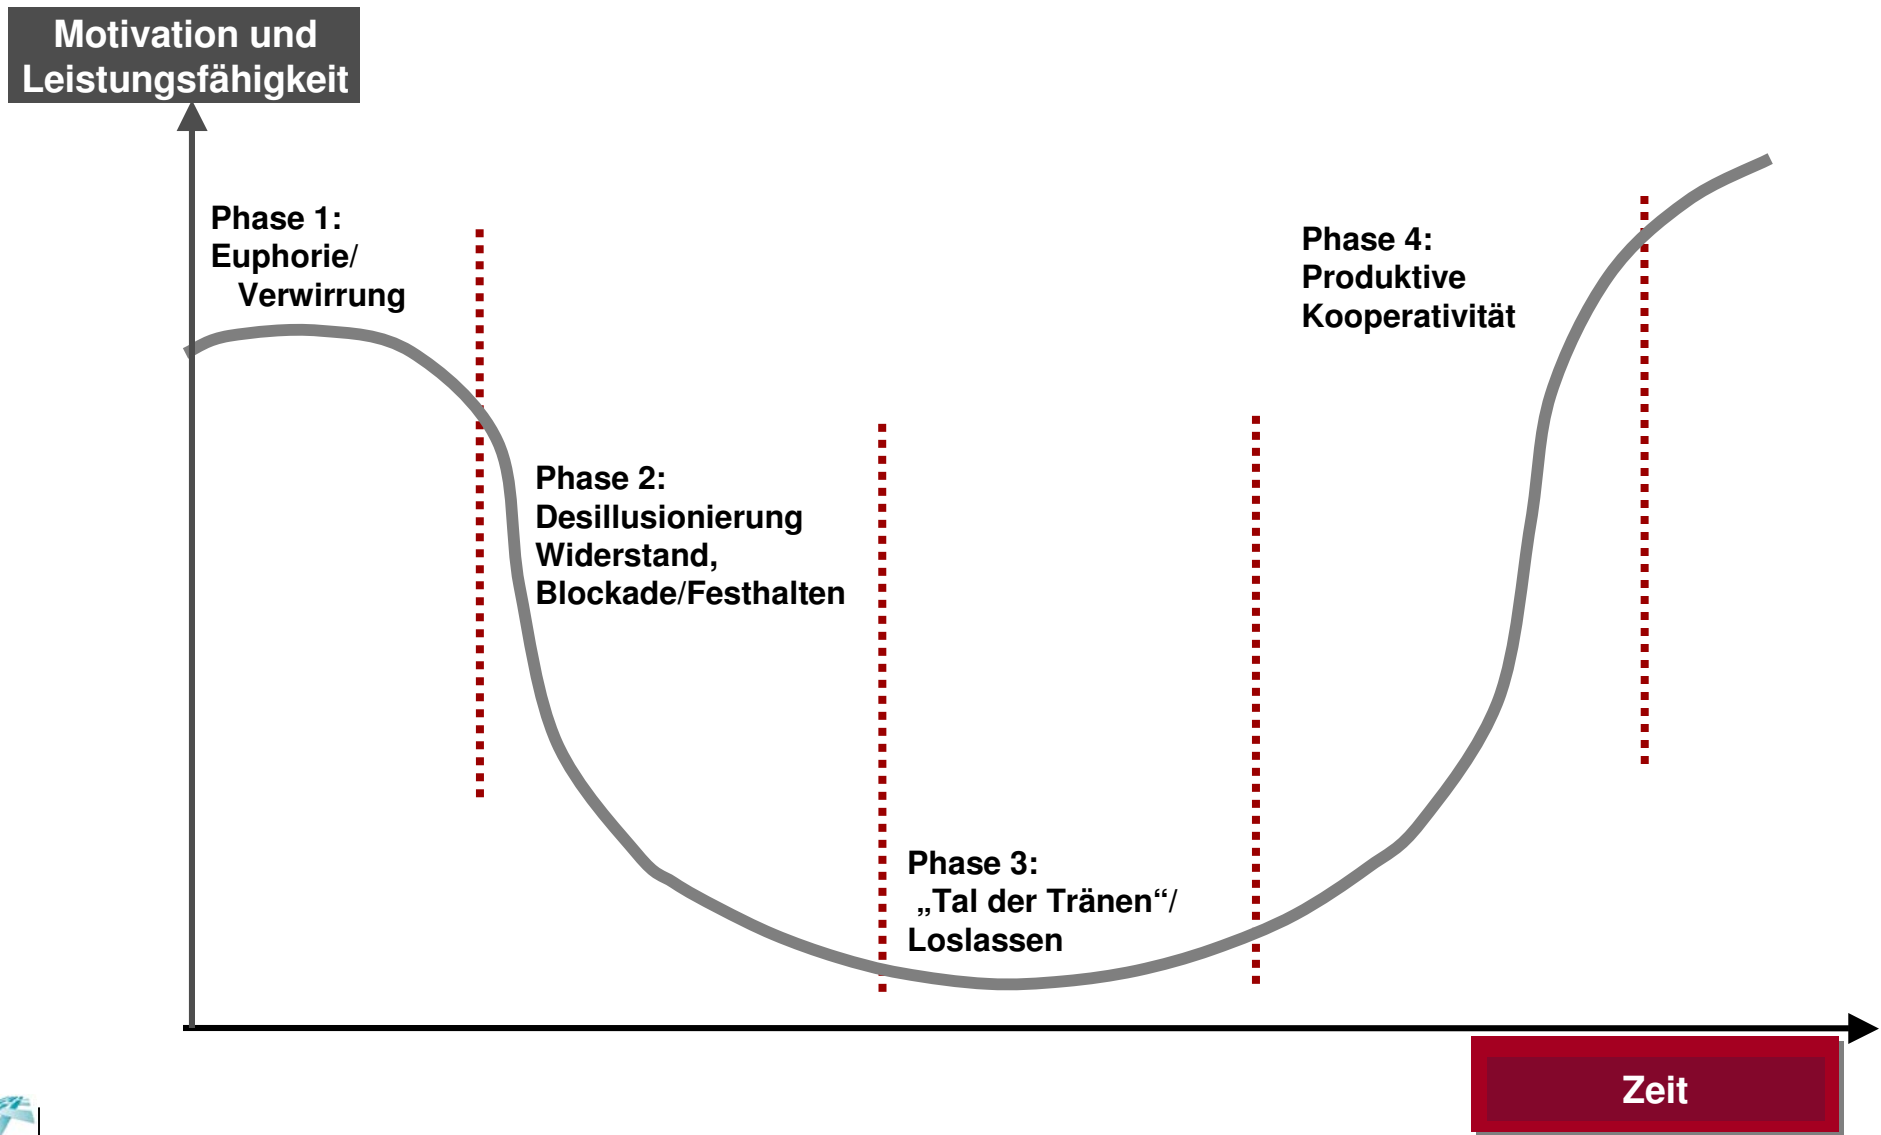 Motivation und
Leistungsfähigkeit
Phase 1:
Euphorie/
Verwirrung
Phase 4:
Produktive
Kooperativität
Phase 2:
Desillusionierung
Widerstand,
Blockade/Festhalten
Phase 3:
„Tal der Tränen“/
Loslassen
Zeit